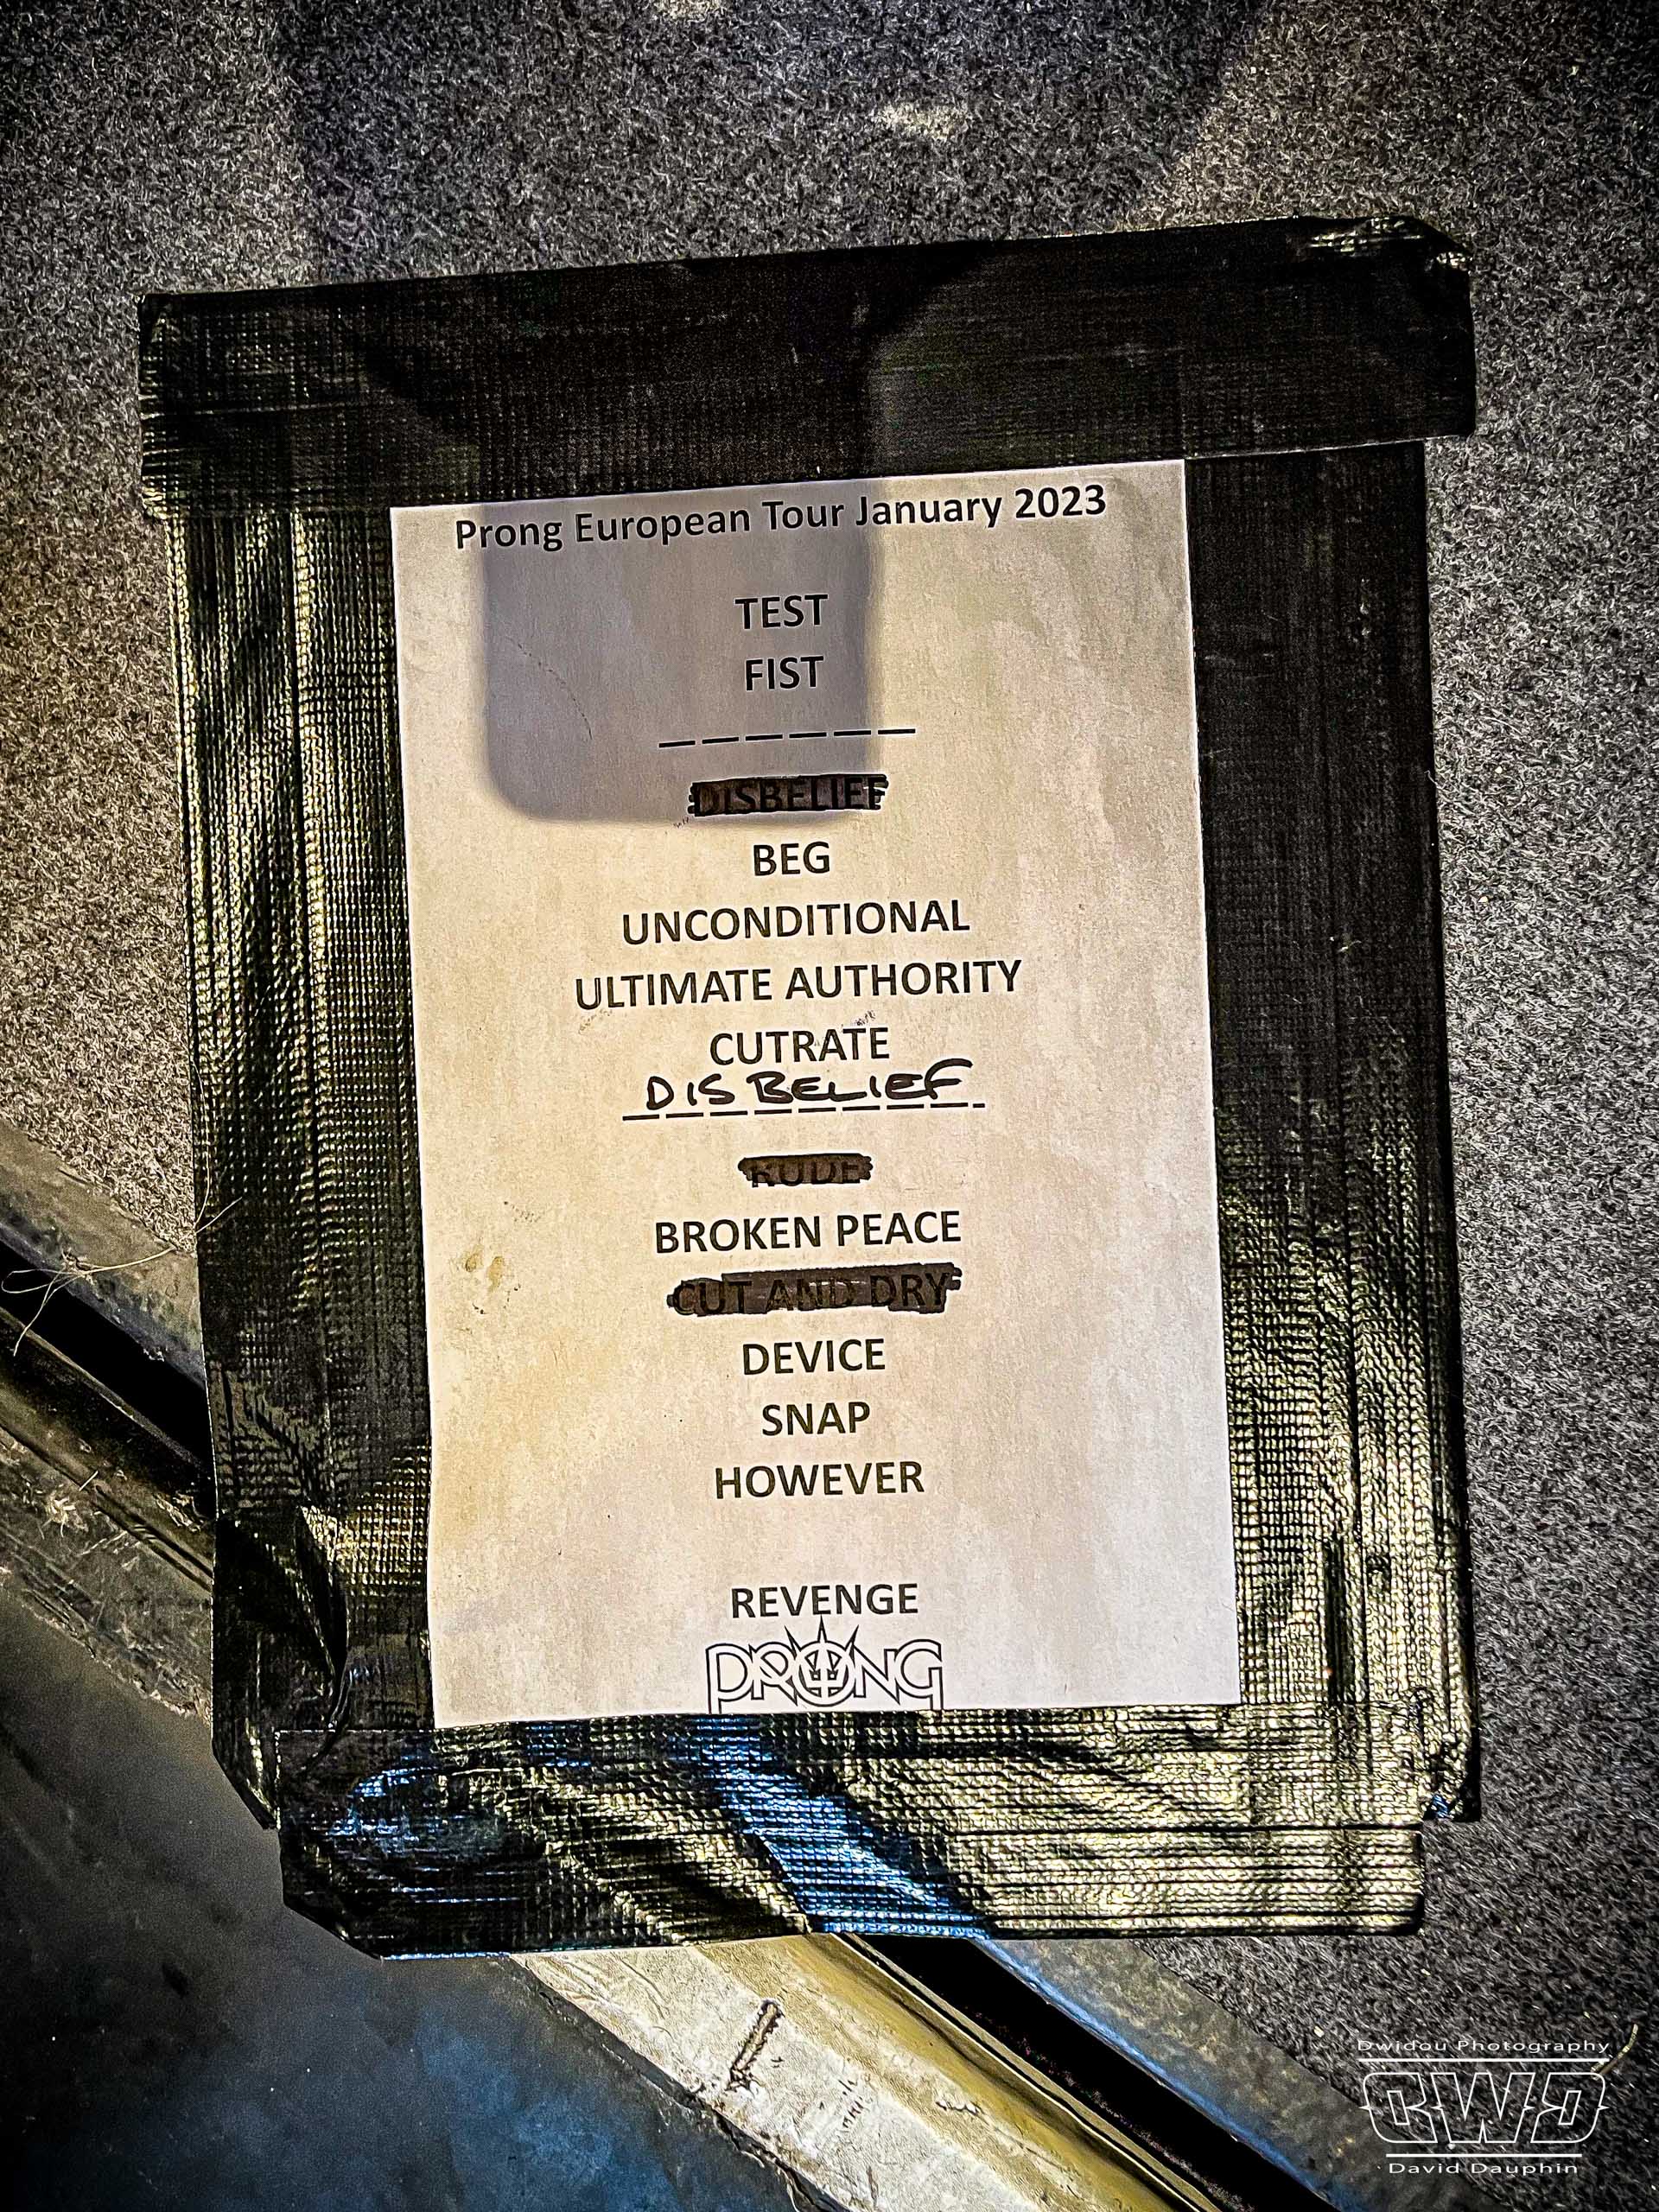 Prong European Tour January 2023
TEST
FIST
_ _ _ _ _ _
DISBELIEF
BEG
UNCONDITIONAL
ULTIMATE AUTHORITY
CUTRATE
DISBELIEF
_ _ _ _ _ _ _ _ -
RUDE
BROKEN PEACE
CUT AND DRY
DEVICE
SNAP
HOWEVER
REVENGE
PRONG
Dwidou Photography
DWD
David Dauphin